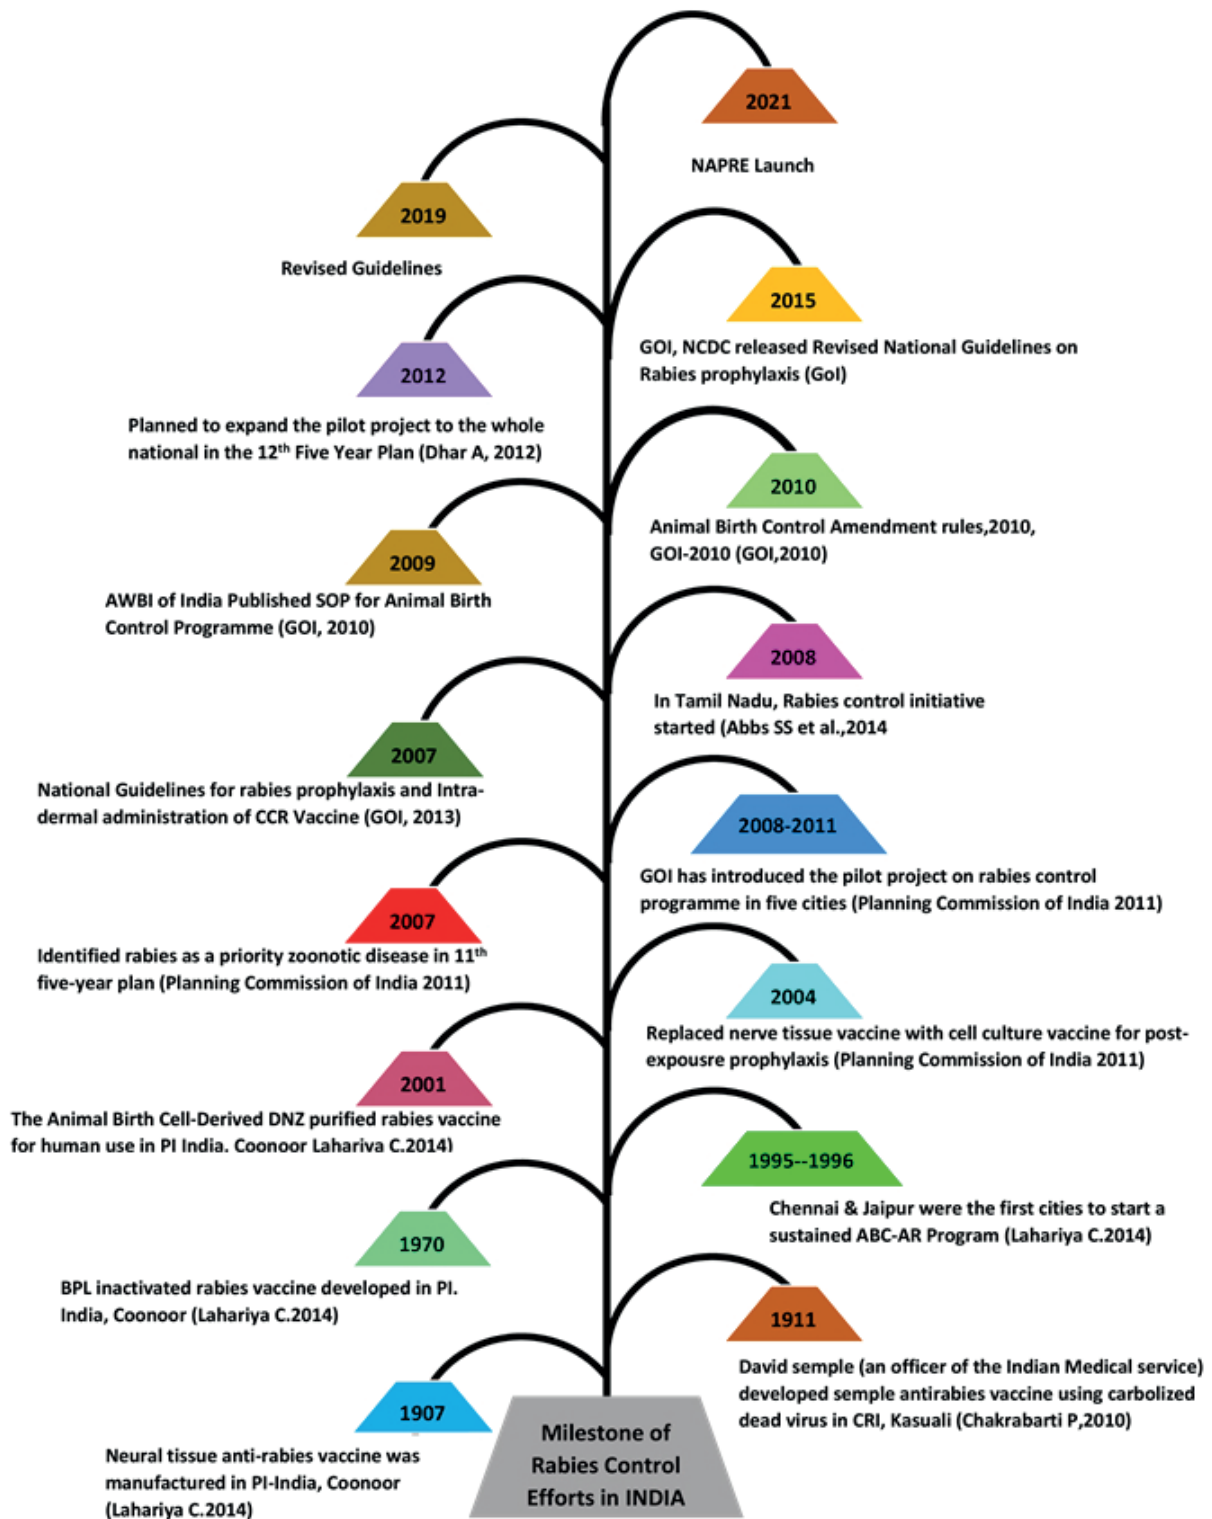 2021
NAPRE Launch
2019
Revised Guidelines
2015
GOI, NCDC released Revised National Guidelines on
Rabies prophylaxis (GoI)
2012
Planned to expand the pilot project to the whole
national in the 12th Five Year Plan (Dhar A, 2012)
2010
Animal Birth Control Amendment rules,2010,
GOI-2010 (GOI,2010)
2009
AWBI of India Published SOP for Animal Birth
Control Programme (GOI, 2010)
2008
In Tamil Nadu, Rabies control initiative
started (Abbs SS et al.,2014
2007
National Guidelines for rabies prophylaxis and Intra-
dermal administration of CCR Vaccine (GOI, 2013)
2008-2011
GOI has introduced the pilot project on rabies control
programme in five cities (Planning Commission of India 2011)
2007
Identified rabies as a priority zoonotic disease in 11th
five-year plan (Planning Commission of India 2011)
2004
Replaced nerve tissue vaccine with cell culture vaccine for post-
expousre prophylaxis (Planning Commission of India 2011)
2001
The Animal Birth Cell-Derived DNZ purified rabies vaccine
for human use in PI India. Coonoor Lahariya C.2014)
1995--1996
Chennai & Jaipur were the first cities to start a
sustained ABC-AR Program (Lahariya C.2014)
1970
BPL inactivated rabies vaccine developed in PI.
India, Coonoor (Lahariya C.2014)
1911
David semple (an officer of the Indian Medical service)
developed semple antirabies vaccine using carbolized
dead virus in CRI, Kasuali (Chakrabarti P,2010)
1907
Neural tissue anti-rabies vaccine was
manufactured in PI-India, Coonoor
(Lahariya C.2014)
Milestone of
Rabies Control
Efforts in INDIA